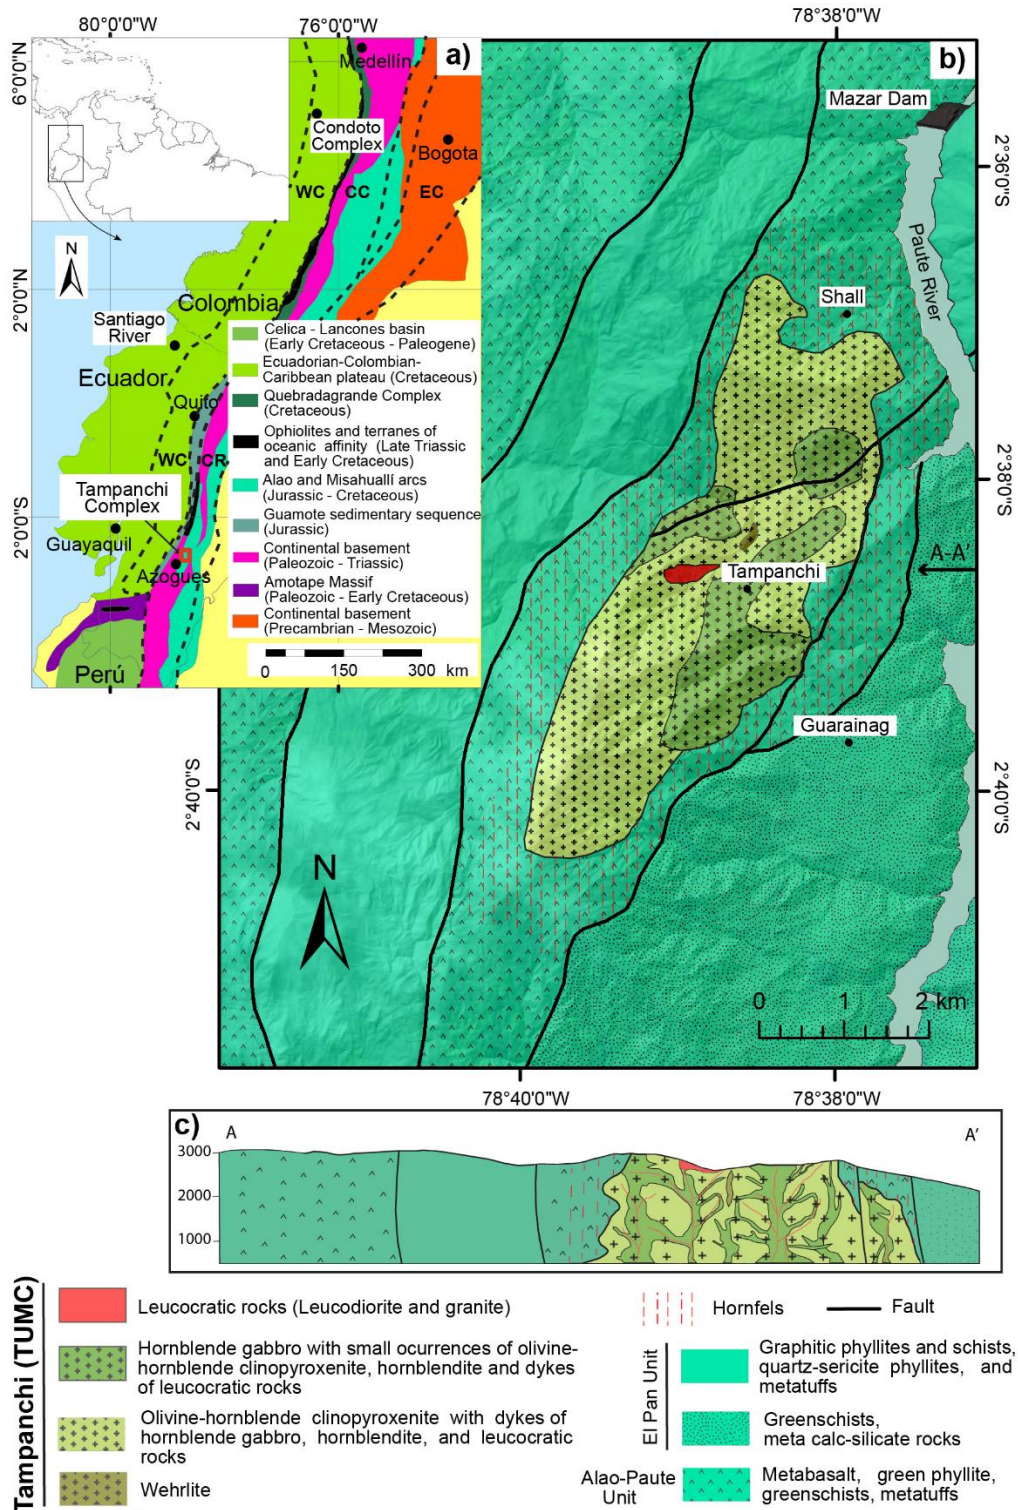 80°0'0"W
76°0'0"W
78°38'0"W
6°0'0"N
2°0'0"N
2°0'0"S
a)
Medellín
Condoto
Complex
Bogota
WC
CC
EC
N
Colombia
Santiago
River
Ecuador
Quito
WC
CR
Tampanchi
Complex
Guayaquil
Azogues
Perú
Celica - Lancones basin
(Early Cretaceous - Paleogene)
Ecuadorian-Colombian-
Caribbean plateau (Cretaceous)
Quebradagrande Complex
(Cretaceous)
Ophiolites and terranes of
oceanic affinity (Late Triassic
and Early Cretaceous)
Alao and Misahuallí arcs
(Jurassic - Cretaceous)
Guamote sedimentary sequence
(Jurassic)
Continental basement
(Paleozoic - Triassic)
Amotape Massif
(Paleozoic - Early Cretaceous)
Continental basement
(Precambrian - Mesozoic)
0 150 300 km
b)
Mazar Dam
2°36'0"S
Paute River
Shall
2°38'0"S
A-A'
Tampanchi
Guarainag
2°40'0"S
2°40'0"S
N
0 1 2 km
78°40'0"W
78°38'0"W
c)
A
A'
3000
2000
1000
Tampanchi (TUMC)
Leucocratic rocks (Leucodiorite and granite)
Hornblende gabbro with small ocurrences of olivine-
hornblende clinopyroxenite, hornblendite and dykes
of leucocratic rocks
Olivine-hornblende clinopyroxenite with dykes of
hornblende gabbro, hornblendite, and leucocratic
rocks
Wehrlite
Hornfels
Fault
El Pan Unit
Graphitic phyllites and schists,
quartz-sericite phyllites, and
metatuffs
Greenschists,
meta calc-silicate rocks
Alao-Paute
Unit
Metabasalt, green phyllite,
greenschists, metatuffs